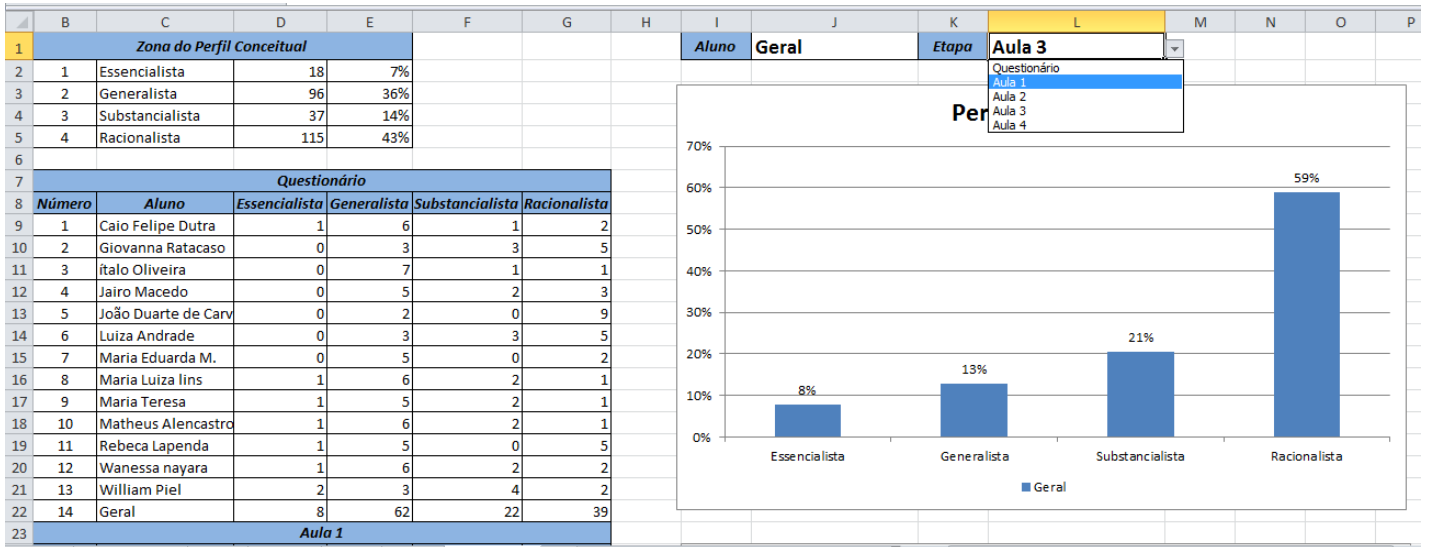 B C D E F G H I J K L M N O P
1 Zona do Perfil Conceitual Aluno Geral Etapa Aula 3
2 1 Essencialista 18 7% Questionário
3 2 Generalista 96 36% Aula 1
4 3 Substancialista 37 14% Per Aula 2
Aula 3
5 4 Racionalista 115 43% Aula 4
6 70%
7 Questionário 59%
8 Número Aluno Essencialista Generalista Substancialista Racionalista 60%
9 1 Caio Felipe Dutra 1 6 1 2
10 2 Giovanna Ratacaso 0 3 3 5 50%
11 3 ítalo Oliveira 0 7 1 1 40%
12 4 Jairo Macedo 0 5 2 3
13 5 João Duarte de Carv 0 2 0 9 30%
14 6 Luiza Andrade 0 3 3 5 21%
15 7 Maria Eduarda M. 0 5 0 2 20%
16 8 Maria Luiza lins 1 6 2 1 13%
17 9 Maria Teresa 1 5 2 1 10% 8%
18 10 Matheus Alencastro 1 6 2 1
19 11 Rebeca Lapenda 1 5 0 5 0%
20 12 Wanessa nayara 1 6 2 2 Essencialista Generalista Substancialista Racionalista
21 13 William Piel 2 3 4 2 Geral
22 14 Geral 8 62 22 39
23 Aula 1